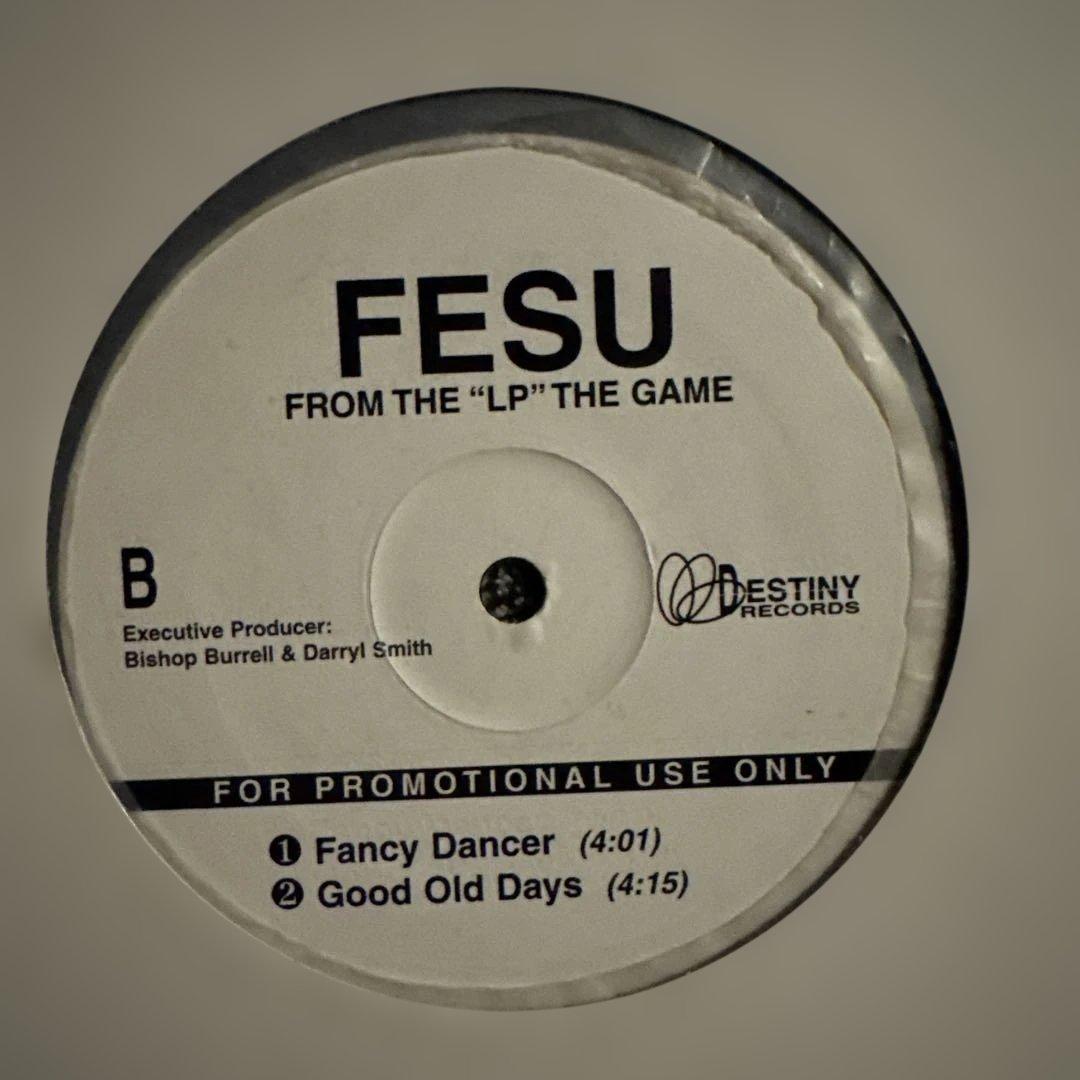 FESU
FROM THE “LP” THE GAME
B
Executive Producer:
Bishop Burrell & Darryl Smith
DESTINY
RECORDS
FOR PROMOTIONAL USE ONLY
❶ Fancy Dancer (4:01)
❷ Good Old Days (4:15)